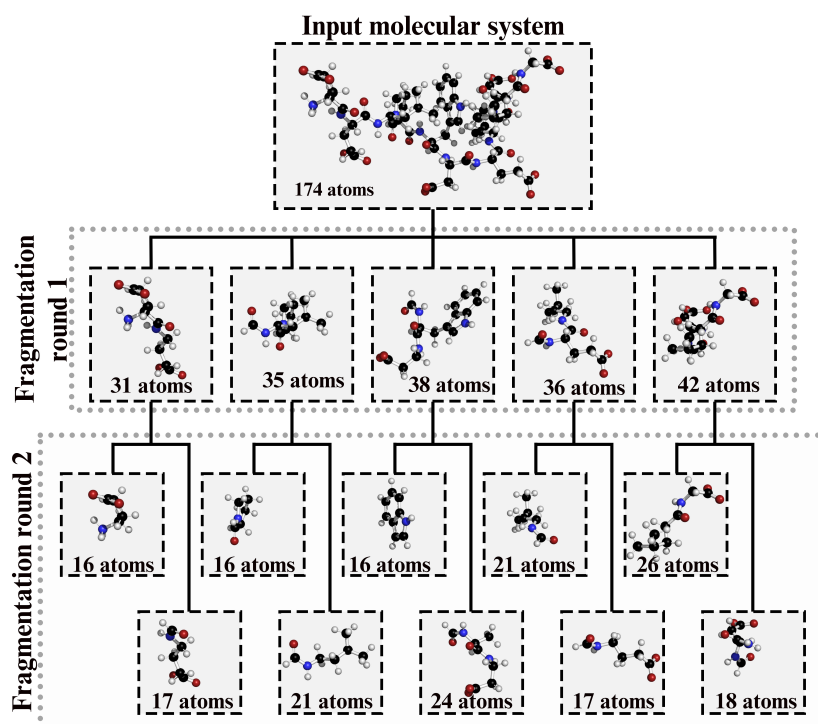 Input molecular system
174 atoms
Fragmentation
round 1
31 atoms
35 atoms
38 atoms
36 atoms
42 atoms
Fragmentation round 2
16 atoms
16 atoms
16 atoms
21 atoms
26 atoms
17 atoms
21 atoms
24 atoms
17 atoms
18 atoms